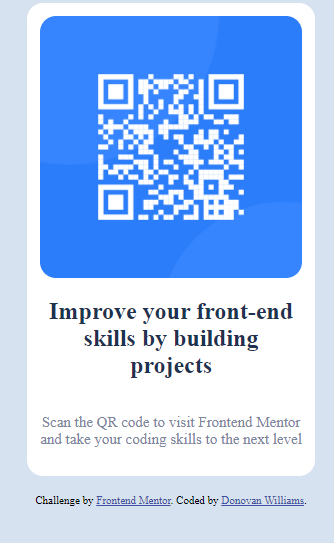 Improve your front-end
skills by building
projects
Scan the QR code to visit Frontend Mentor
and take your coding skills to the next level
Challenge by Frontend Mentor. Coded by Donovan Williams.